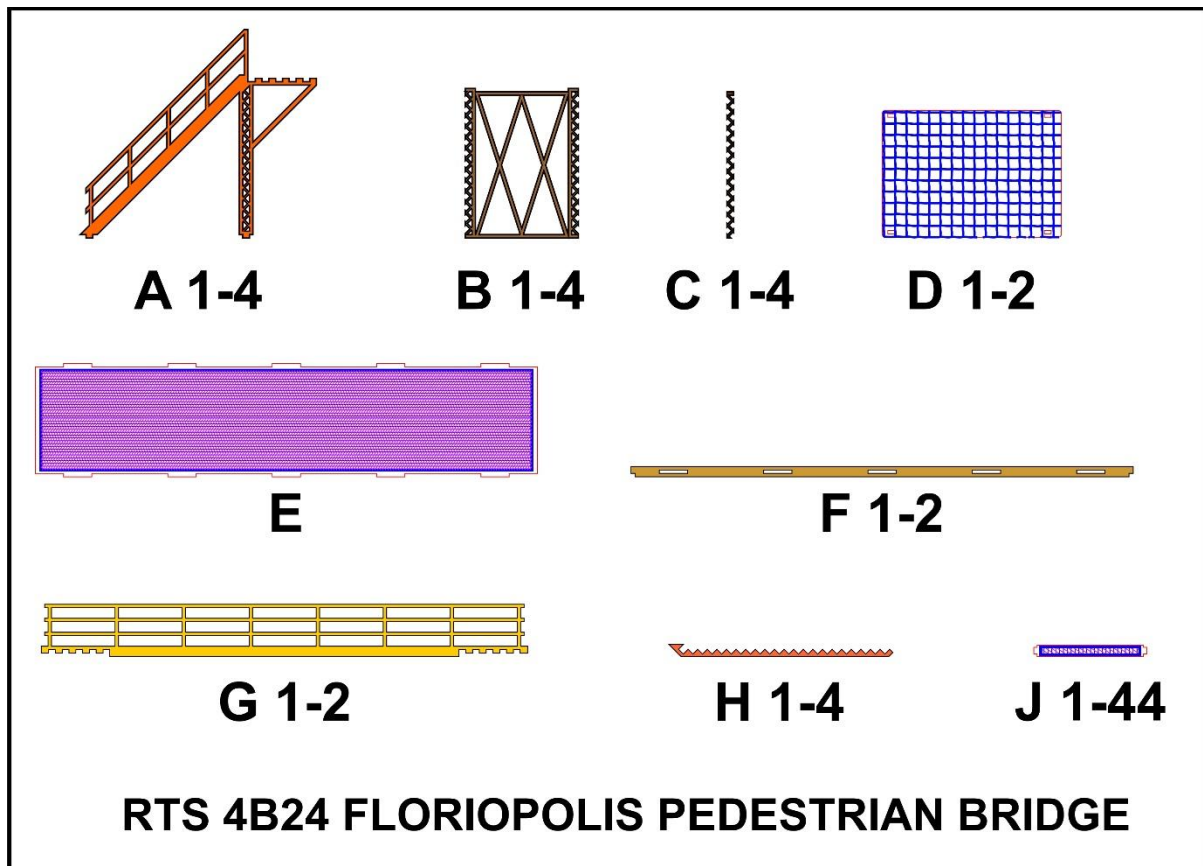 A 1-4
B 1-4
C 1-4
D 1-2
E
F 1-2
G 1-2
H 1-4
J 1-44
RTS 4B24 FLORIOPOLIS PEDESTRIAN BRIDGE